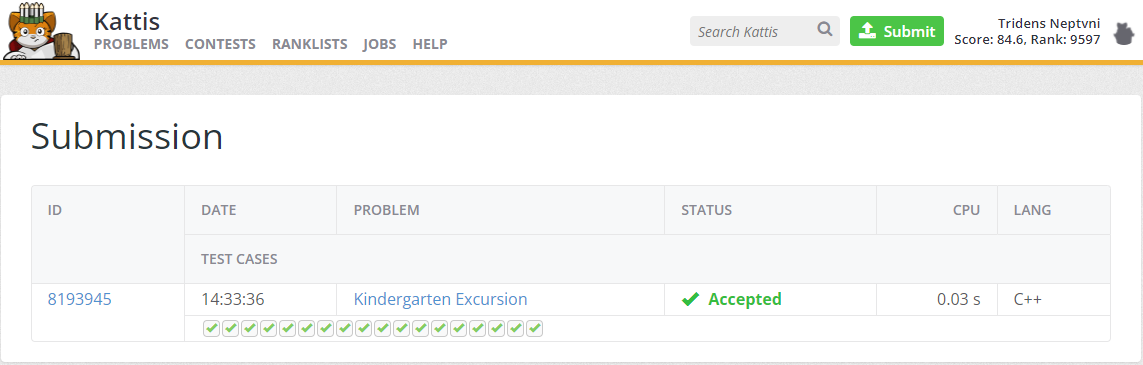 Kattis
PROBLEMS CONTESTS RANKLISTS JOBS HELP
Search Kattis
Submit
Tridens Neptvni
Score: 84.6, Rank: 9597
Submission
ID DATE PROBLEM STATUS CPU LANG
TEST CASES
8193945 14:33:36 Kindergarten Excursion Accepted 0.03 s C++